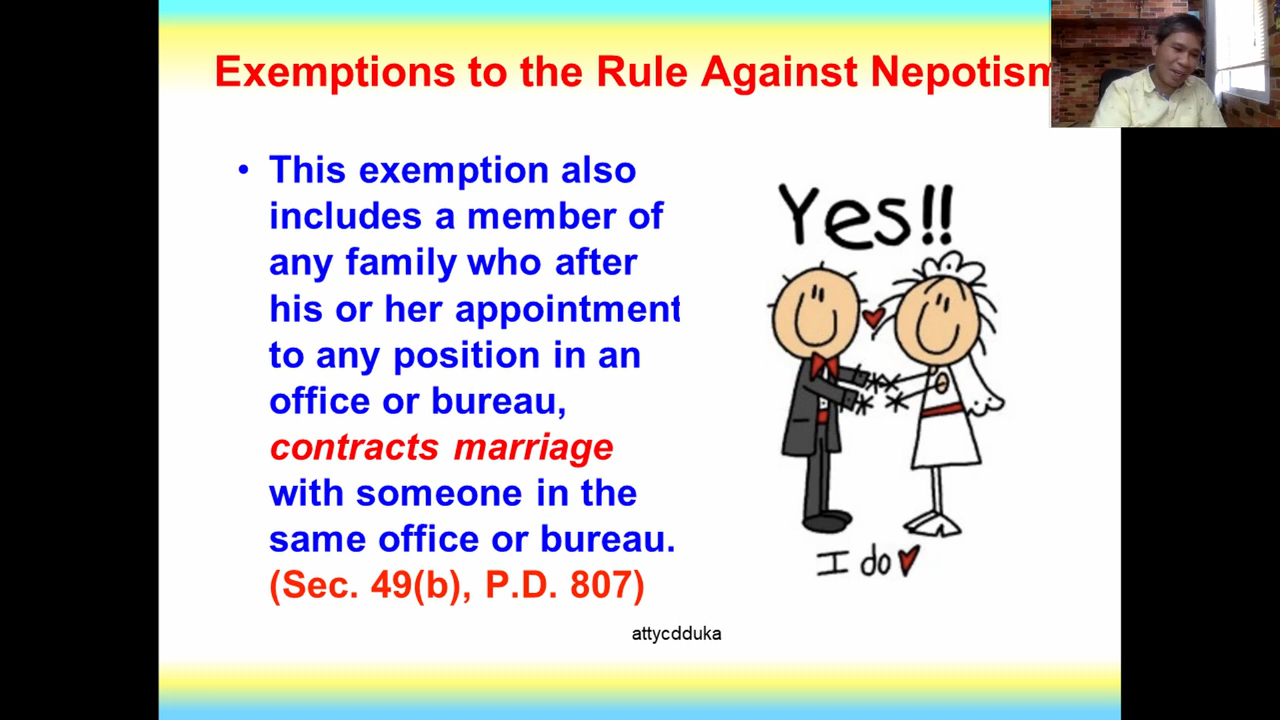 Exemptions to the Rule Against Nepotism
• This exemption also
includes a member of
any family who after
his or her appointment
to any position in an
office or bureau,
contracts marriage
with someone in the
same office or bureau.
(Sec. 49(b), P.D. 807)
Yes!!
I do
attycdduka